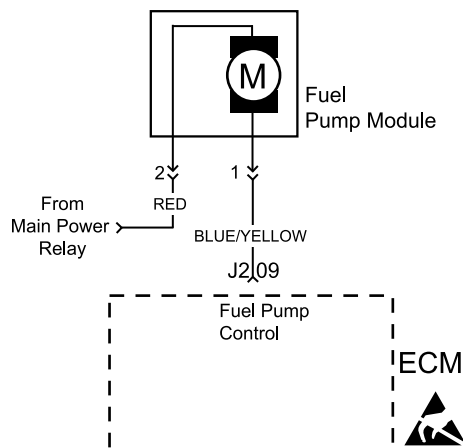 M
Fuel
Pump Module
2
1
From
Main Power
Relay
RED
BLUE/YELLOW
J2 09
Fuel Pump
Control
ECM